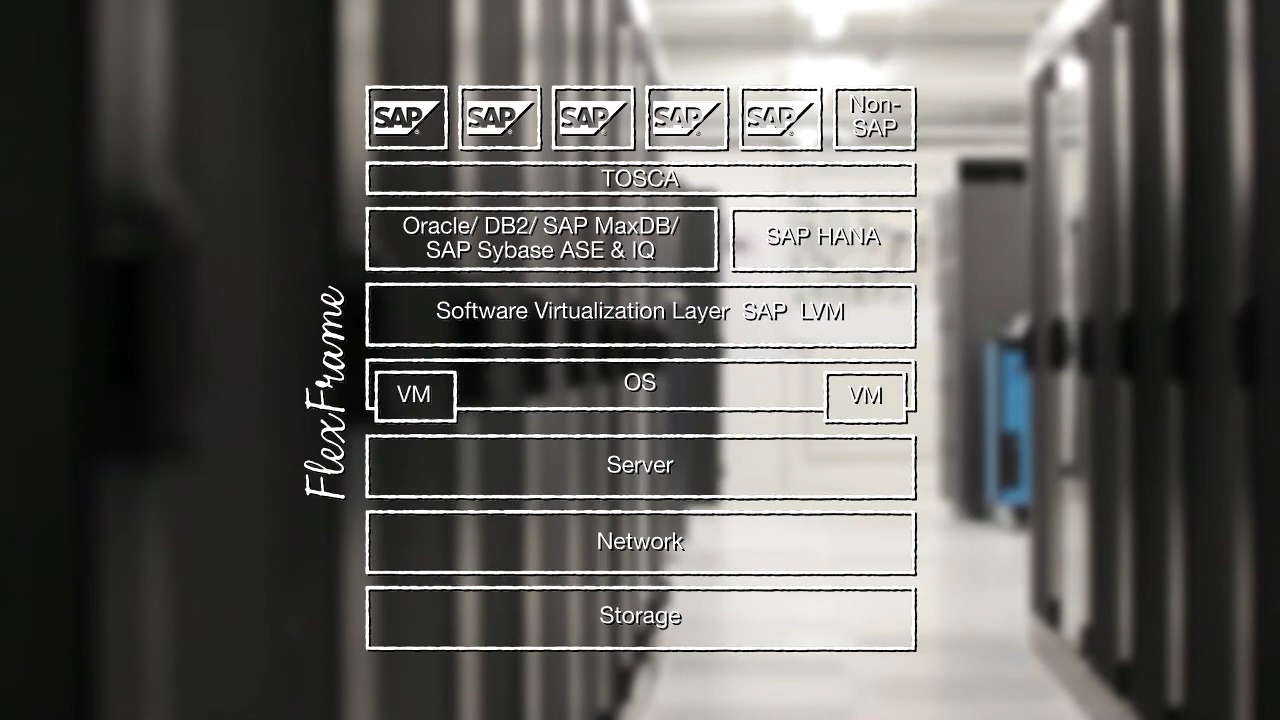 SAP SAP SAP SAP SAP Non-
SAP
TOSCA
Oracle/ DB2/ SAP MaxDB/
SAP Sybase ASE & IQ
SAP HANA
Software Virtualization Layer SAP LVM
VM OS VM
FlexFrame
Server
Network
Storage